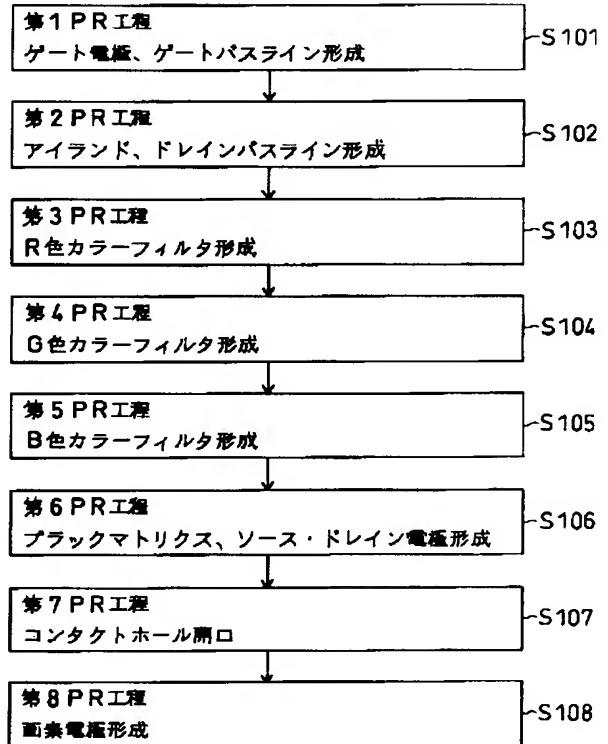 第1PR工程
ゲート電極、ゲートバスライン形成
S101
第2PR工程
アイランド、ドレインバスライン形成
S102
第3PR工程
R色カラーフィルタ形成
S103
第4PR工程
G色カラーフィルタ形成
S104
第5PR工程
B色カラーフィルタ形成
S105
第6PR工程
ブラックマトリクス、ソース・ドレイン電極形成
S106
第7PR工程
コンタクトホール開口
S107
第8PR工程
画素電極形成
S108